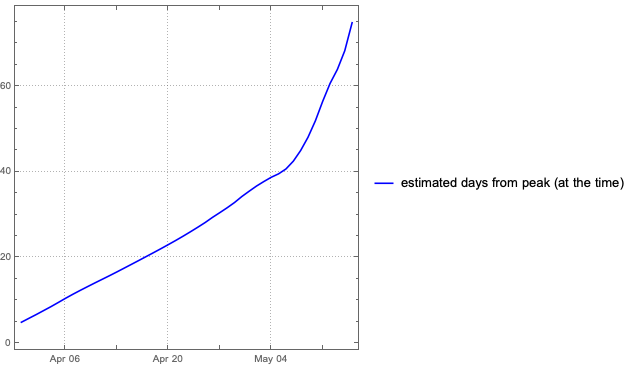 60
40
20
0
Apr 06
Apr 20
May 04
estimated days from peak (at the time)